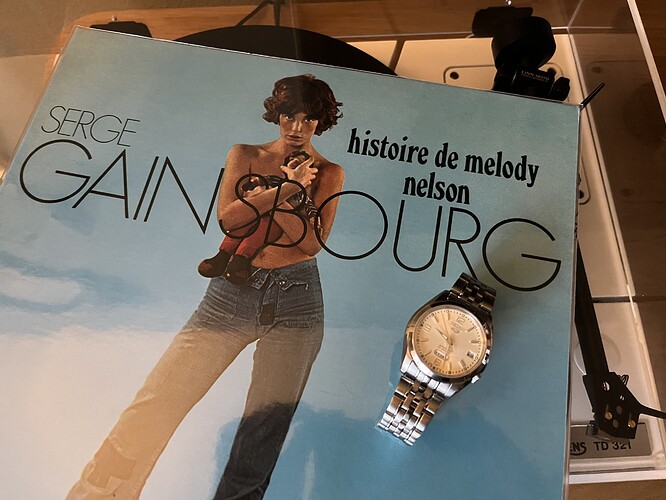 SERGE
GAINSBOURG
histoire de melody
nelson
TD 321